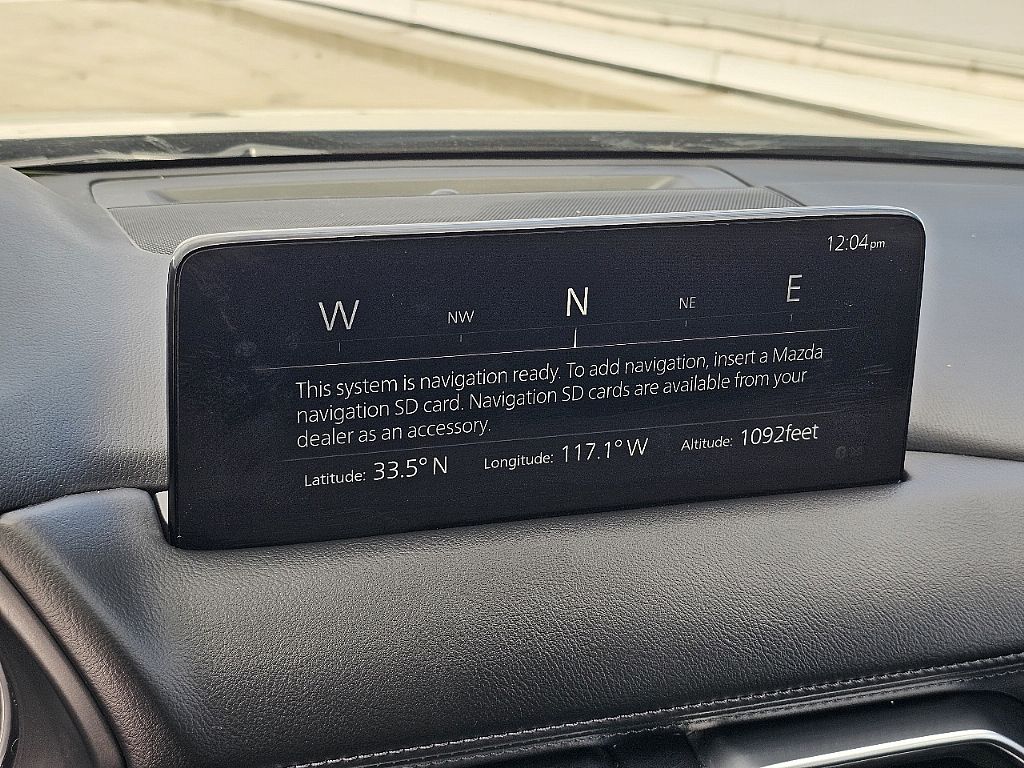 12:04pm
W NW N NE E
This system is navigation ready. To add navigation, insert a Mazda
navigation SD card. Navigation SD cards are available from your
dealer as an accessory.
Latitude: 33.5° N Longitude: 117.1° W Altitude: 1092feet